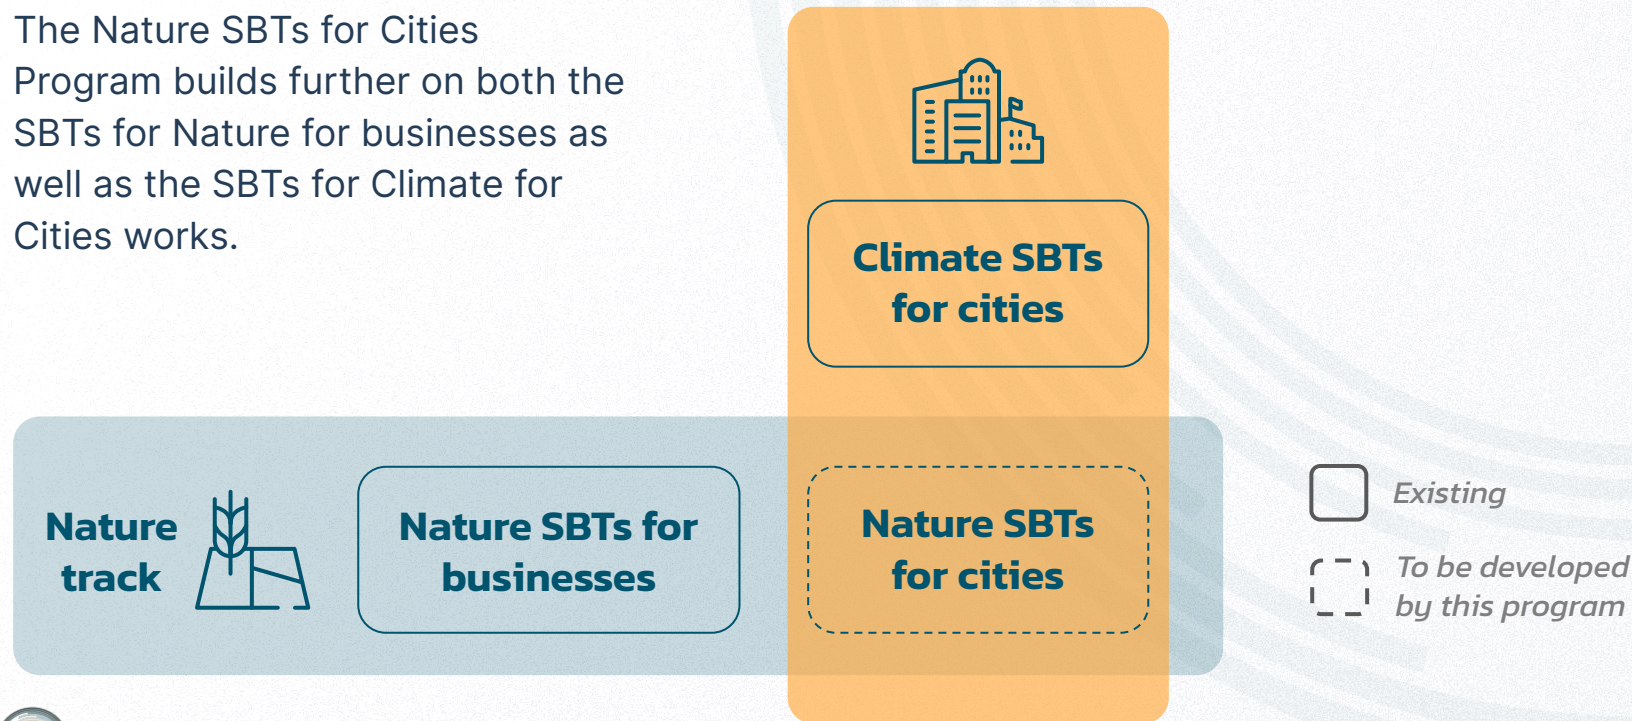 The Nature SBTs for Cities
Program builds further on both the
SBTs for Nature for businesses as
well as the SBTs for Climate for
Cities works.
Climate SBTs
for cities
Nature
track
Nature SBTs for
businesses
Nature SBTs
for cities
Existing
To be developed
by this program